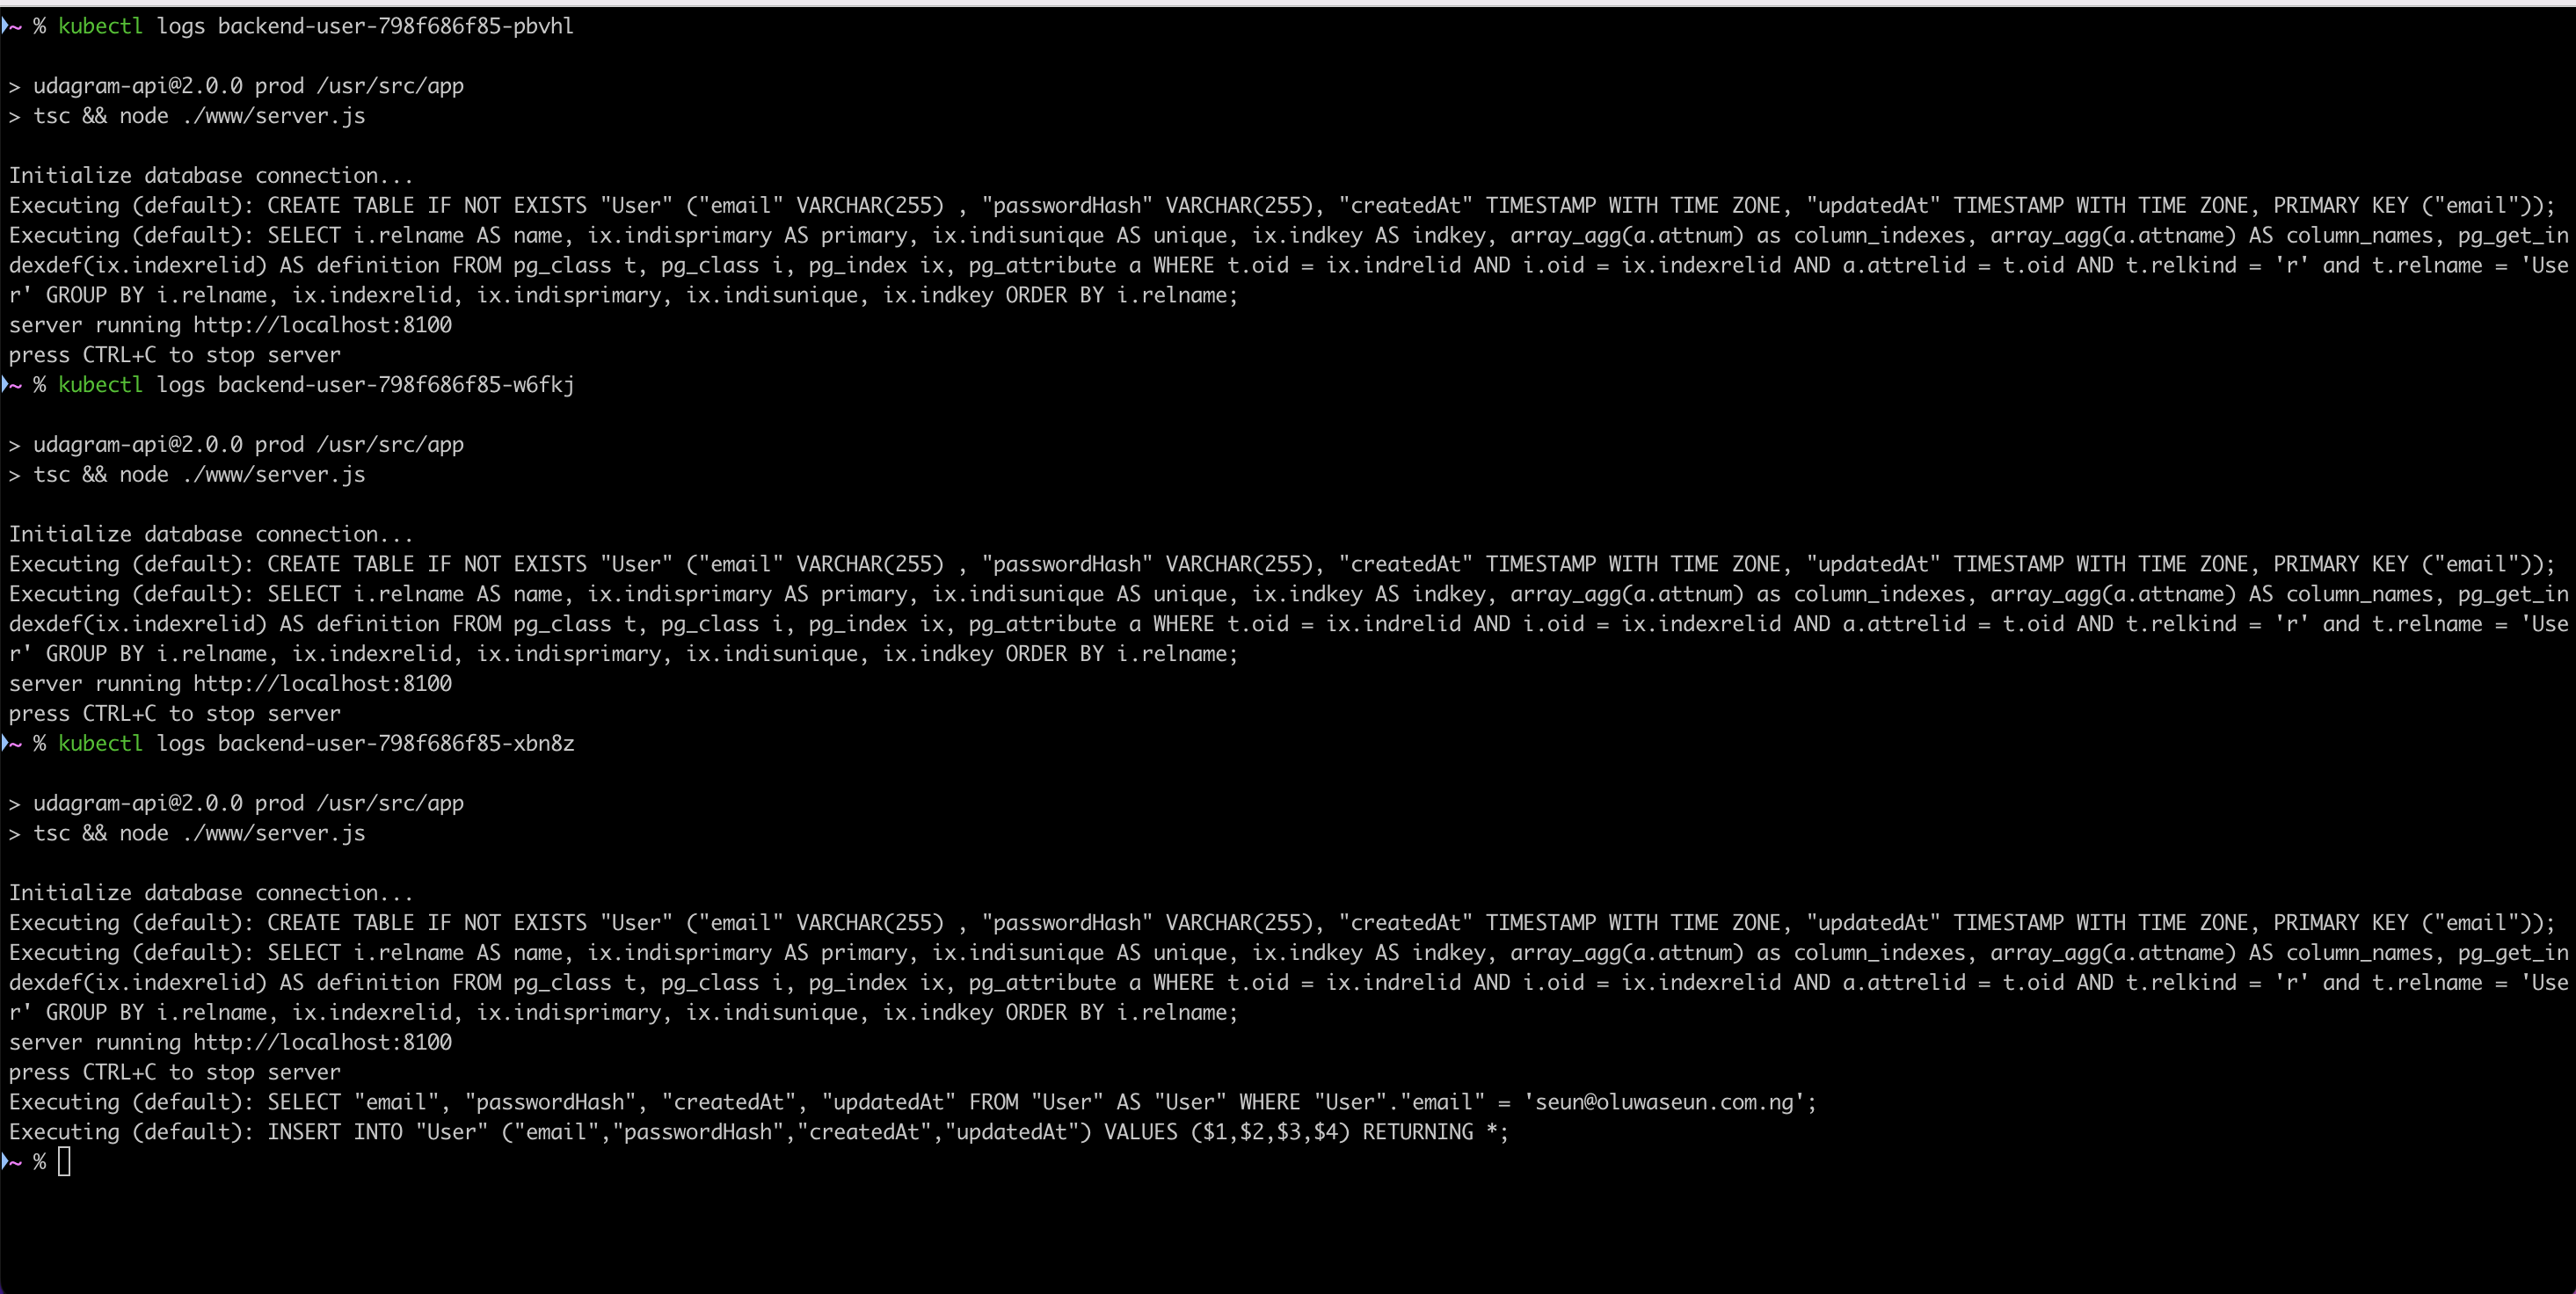 ~ % kubectl logs backend-user-798f686f85-pbvhl
> udagram-api@2.0.0 prod /usr/src/app
> tsc && node ./www/server.js
Initialize database connection...
Executing (default): CREATE TABLE IF NOT EXISTS "User" ("email" VARCHAR(255) , "passwordHash" VARCHAR(255), "createdAt" TIMESTAMP WITH TIME ZONE, "updatedAt" TIMESTAMP WITH TIME ZONE, PRIMARY KEY ("email"));
Executing (default): SELECT i.relname AS name, ix.indisprimary AS primary, ix.indisunique AS unique, ix.indkey AS indkey, array_agg(a.attnum) as column_indexes, array_agg(a.attname) AS column_names, pg_get_in
dexdef(ix.indexrelid) AS definition FROM pg_class t, pg_class i, pg_index ix, pg_attribute a WHERE t.oid = ix.indrelid AND i.oid = ix.indexrelid AND a.attrelid = t.oid AND t.relkind = 'r' and t.relname = 'Use
r' GROUP BY i.relname, ix.indexrelid, ix.indisprimary, ix.indisunique, ix.indkey ORDER BY i.relname;
server running http://localhost:8100
press CTRL+C to stop server
~ % kubectl logs backend-user-798f686f85-w6fkj
> udagram-api@2.0.0 prod /usr/src/app
> tsc && node ./www/server.js
Initialize database connection...
Executing (default): CREATE TABLE IF NOT EXISTS "User" ("email" VARCHAR(255) , "passwordHash" VARCHAR(255), "createdAt" TIMESTAMP WITH TIME ZONE, "updatedAt" TIMESTAMP WITH TIME ZONE, PRIMARY KEY ("email"));
Executing (default): SELECT i.relname AS name, ix.indisprimary AS primary, ix.indisunique AS unique, ix.indkey AS indkey, array_agg(a.attnum) as column_indexes, array_agg(a.attname) AS column_names, pg_get_in
dexdef(ix.indexrelid) AS definition FROM pg_class t, pg_class i, pg_index ix, pg_attribute a WHERE t.oid = ix.indrelid AND i.oid = ix.indexrelid AND a.attrelid = t.oid AND t.relkind = 'r' and t.relname = 'Use
r' GROUP BY i.relname, ix.indexrelid, ix.indisprimary, ix.indisunique, ix.indkey ORDER BY i.relname;
server running http://localhost:8100
press CTRL+C to stop server
~ % kubectl logs backend-user-798f686f85-xbn8z
> udagram-api@2.0.0 prod /usr/src/app
> tsc && node ./www/server.js
Initialize database connection...
Executing (default): CREATE TABLE IF NOT EXISTS "User" ("email" VARCHAR(255) , "passwordHash" VARCHAR(255), "createdAt" TIMESTAMP WITH TIME ZONE, "updatedAt" TIMESTAMP WITH TIME ZONE, PRIMARY KEY ("email"));
Executing (default): SELECT i.relname AS name, ix.indisprimary AS primary, ix.indisunique AS unique, ix.indkey AS indkey, array_agg(a.attnum) as column_indexes, array_agg(a.attname) AS column_names, pg_get_in
dexdef(ix.indexrelid) AS definition FROM pg_class t, pg_class i, pg_index ix, pg_attribute a WHERE t.oid = ix.indrelid AND i.oid = ix.indexrelid AND a.attrelid = t.oid AND t.relkind = 'r' and t.relname = 'Use
r' GROUP BY i.relname, ix.indexrelid, ix.indisprimary, ix.indisunique, ix.indkey ORDER BY i.relname;
server running http://localhost:8100
press CTRL+C to stop server
Executing (default): SELECT "email", "passwordHash", "createdAt", "updatedAt" FROM "User" AS "User" WHERE "User"."email" = 'seun@oluwaseun.com.ng';
Executing (default): INSERT INTO "User" ("email","passwordHash","createdAt","updatedAt") VALUES ($1,$2,$3,$4) RETURNING *;
~ %